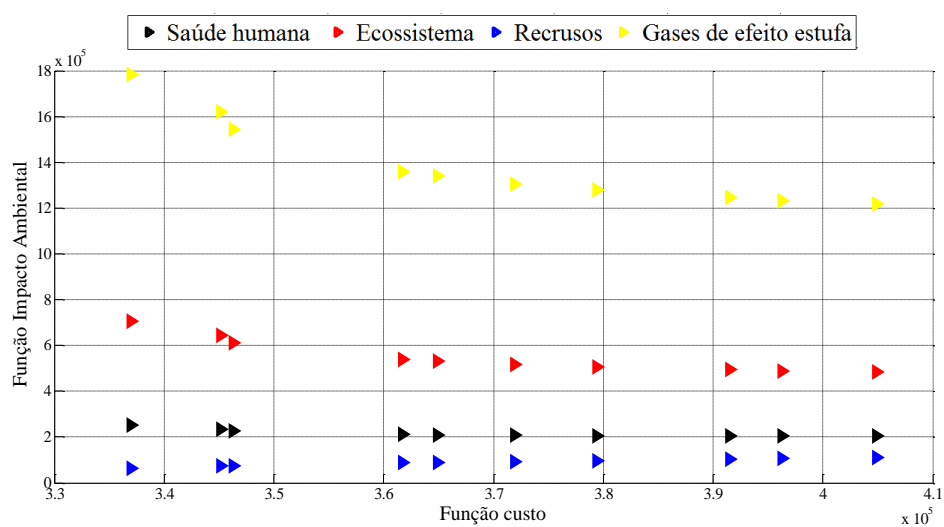 Saúde humana Ecossistema Recrusos Gases de efeito estufa
x 10^5
18
16
14
12
10
8
6
4
2
0
Função Impacto Ambiental
3.3 3.4 3.5 3.6 3.7 3.8 3.9 4 4.1
Função custo
x 10^5